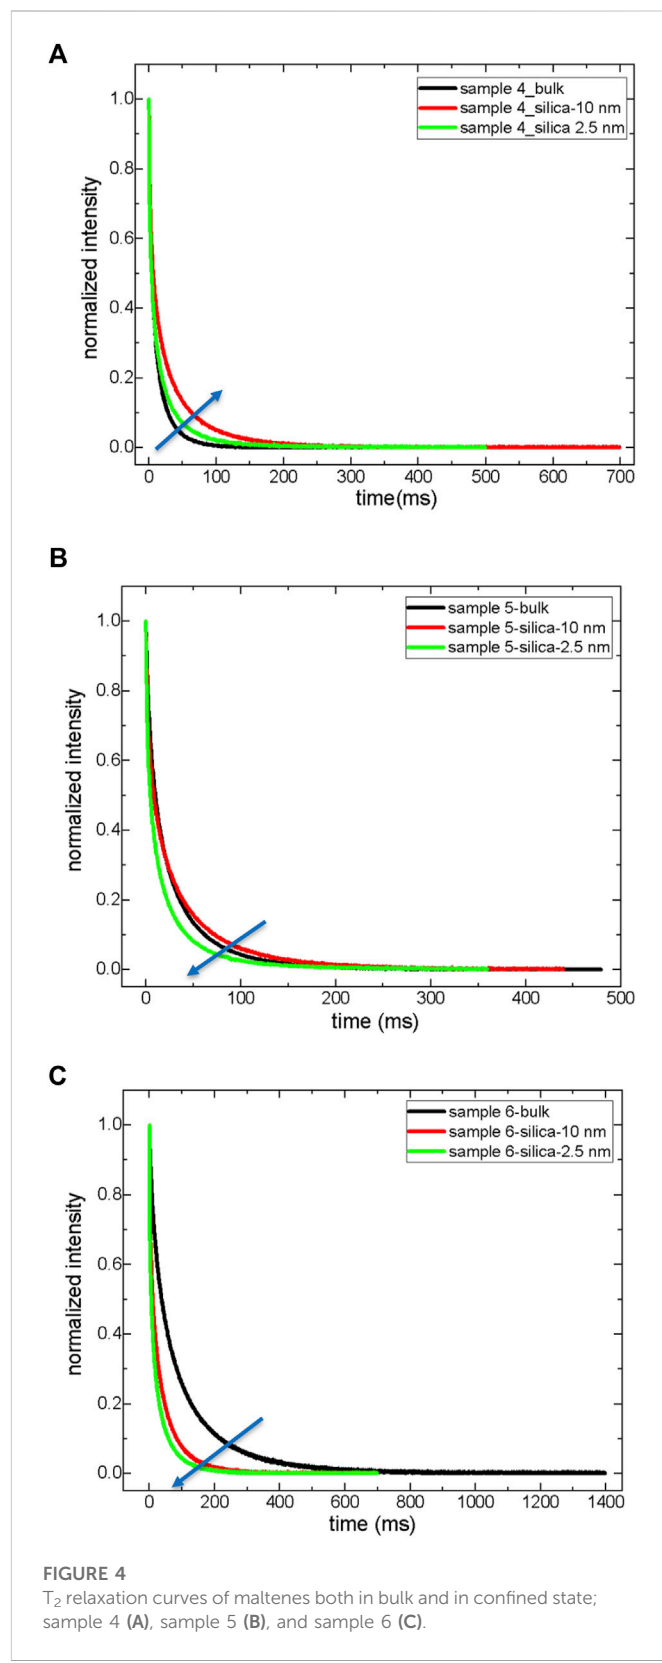 A
sample 4_bulk
sample 4_silica-10 nm
sample 4_silica 2.5 nm
normalized intensity
1.0
0.8
0.6
0.4
0.2
0.0
0 100 200 300 400 500 600 700
time(ms)
B
sample 5-bulk
sample 5-silica-10 nm
sample 5-silica-2.5 nm
normalized intensity
1.0
0.8
0.6
0.4
0.2
0.0
0 100 200 300 400 500
time (ms)
C
sample 6-bulk
sample 6-silica-10 nm
sample 6-silica-2.5 nm
normalized intensity
1.0
0.8
0.6
0.4
0.2
0.0
0 200 400 600 800 1000 1200 1400
time (ms)
FIGURE 4
T₂ relaxation curves of maltenes both in bulk and in confined state;
sample 4 (A), sample 5 (B), and sample 6 (C).